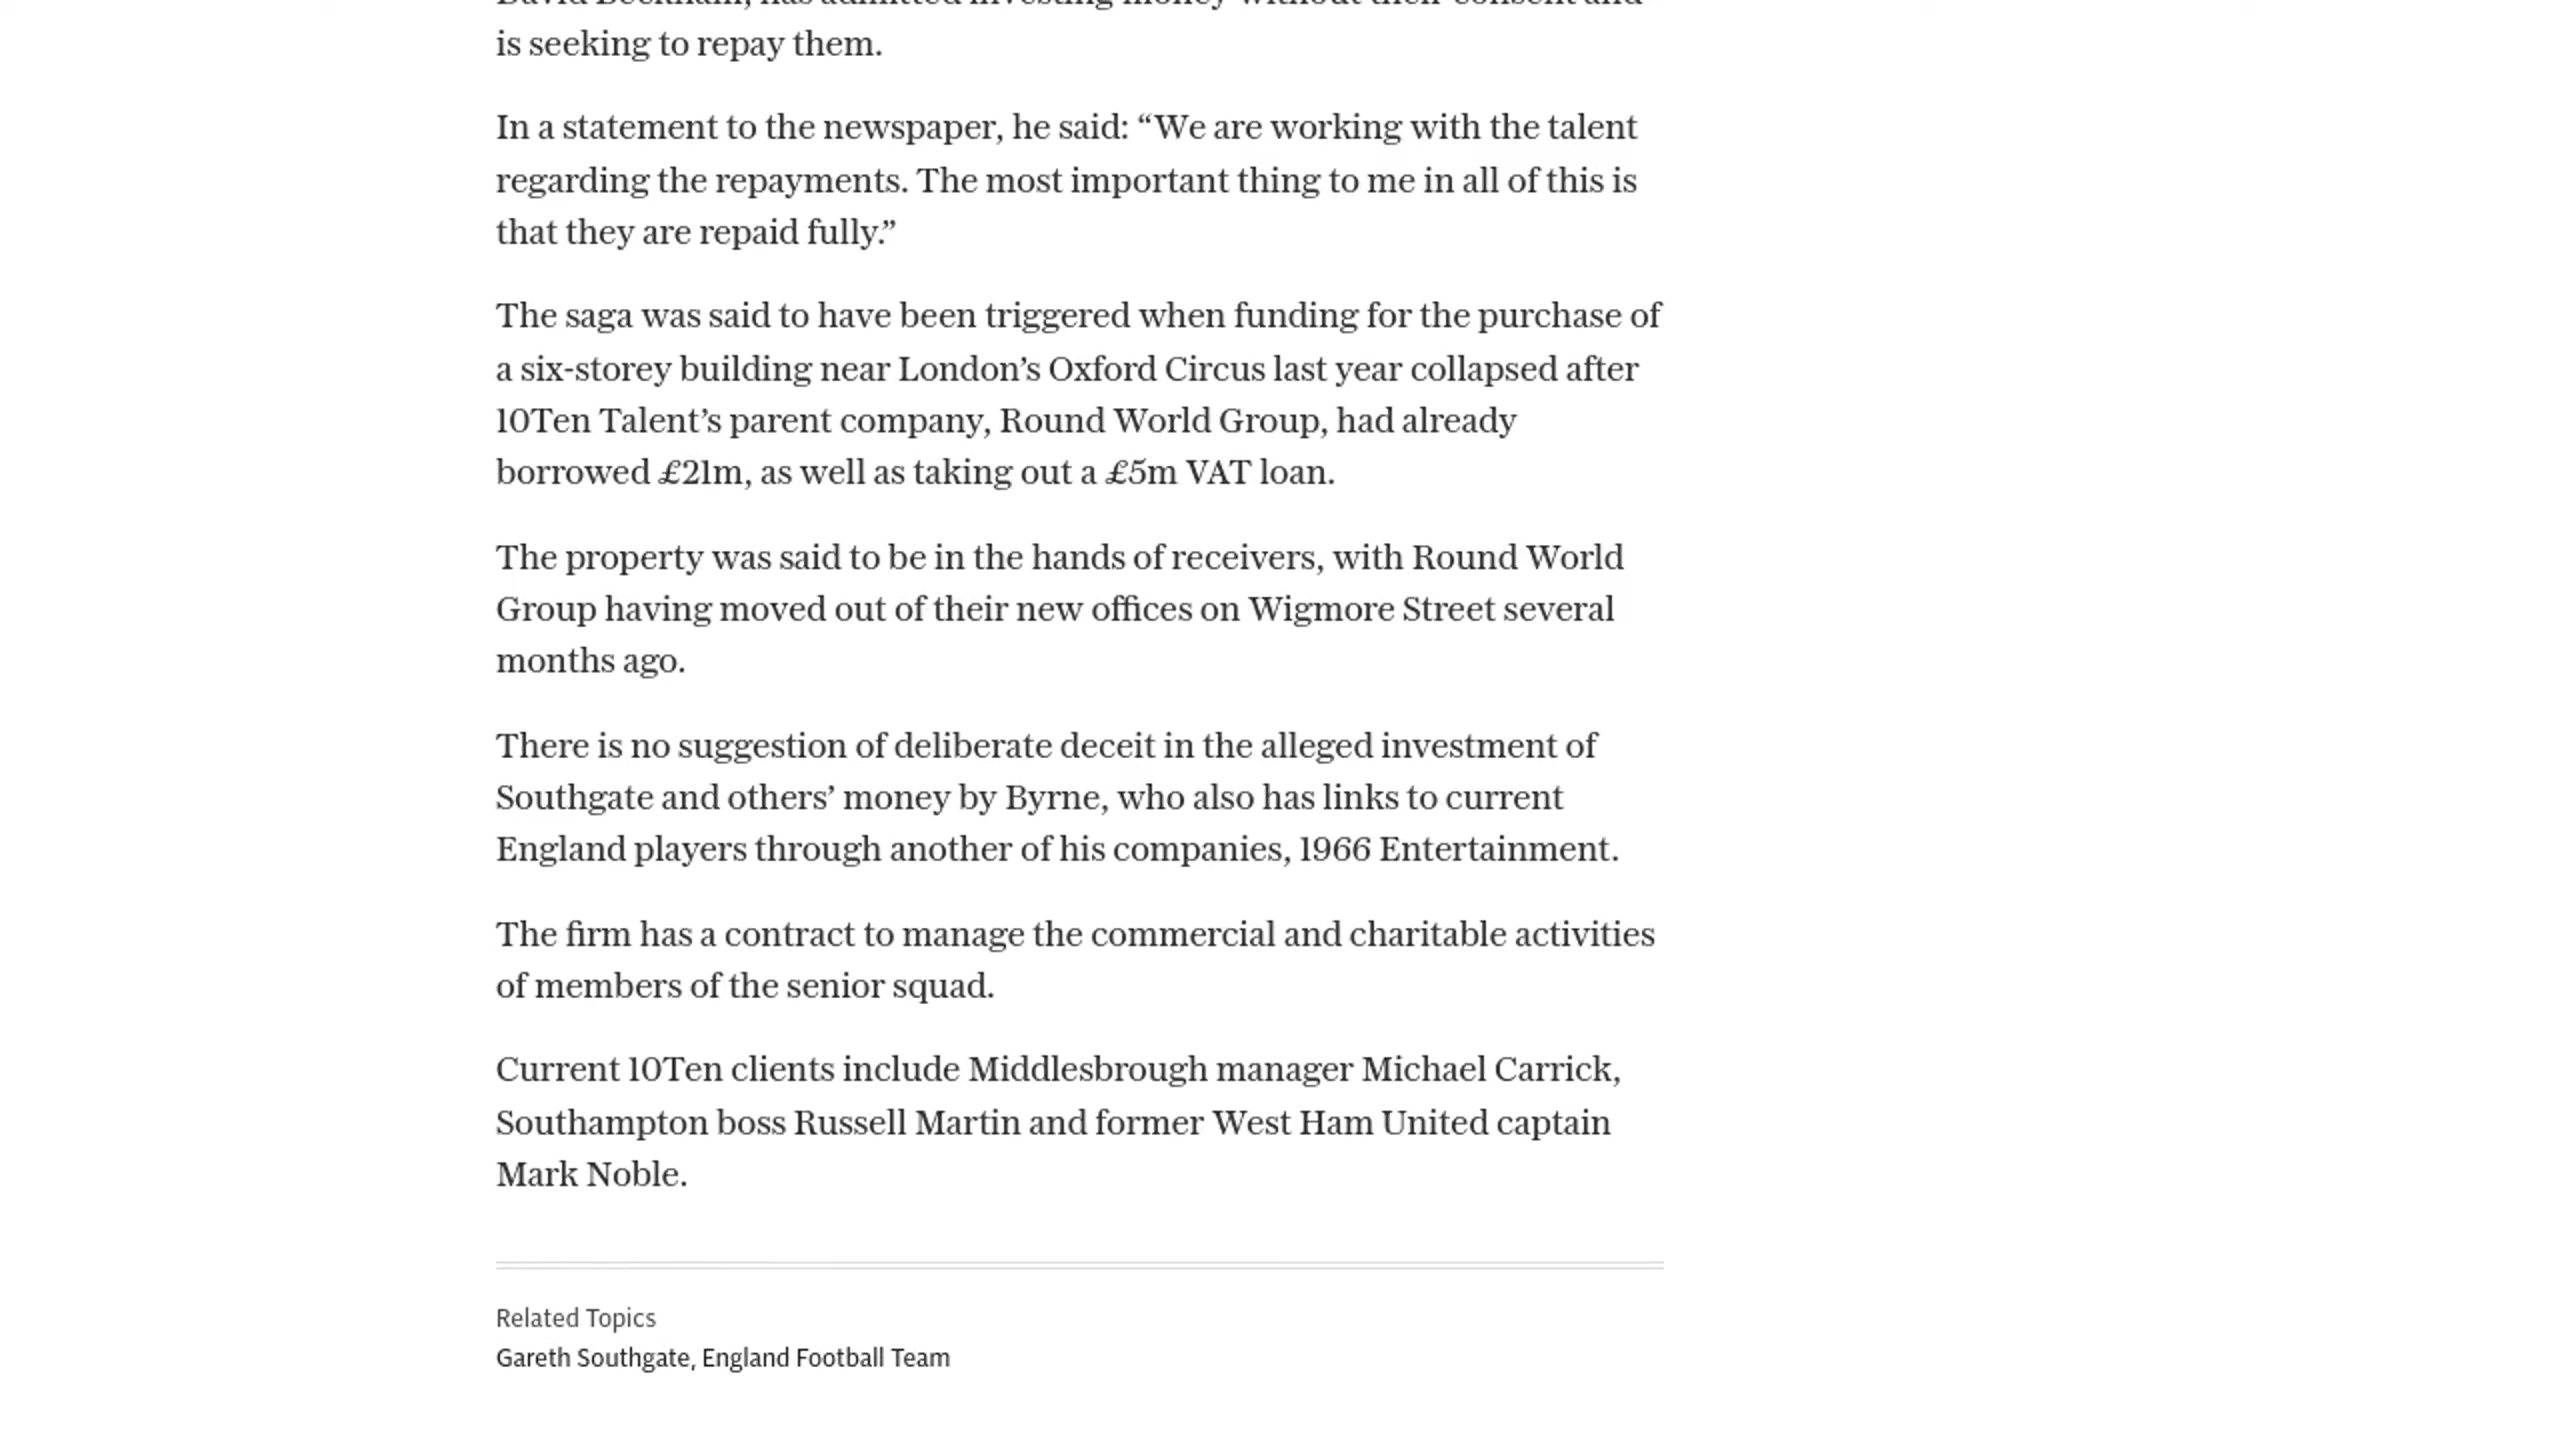 is seeking to repay them.
In a statement to the newspaper, he said: “We are working with the talent
regarding the repayments. The most important thing to me in all of this is
that they are repaid fully.”
The saga was said to have been triggered when funding for the purchase of
a six-storey building near London’s Oxford Circus last year collapsed after
10Ten Talent’s parent company, Round World Group, had already
borrowed £21m, as well as taking out a £5m VAT loan.
The property was said to be in the hands of receivers, with Round World
Group having moved out of their new offices on Wigmore Street several
months ago.
There is no suggestion of deliberate deceit in the alleged investment of
Southgate and others’ money by Byrne, who also has links to current
England players through another of his companies, 1966 Entertainment.
The firm has a contract to manage the commercial and charitable activities
of members of the senior squad.
Current 10Ten clients include Middlesbrough manager Michael Carrick,
Southampton boss Russell Martin and former West Ham United captain
Mark Noble.
Related Topics
Gareth Southgate, England Football Team